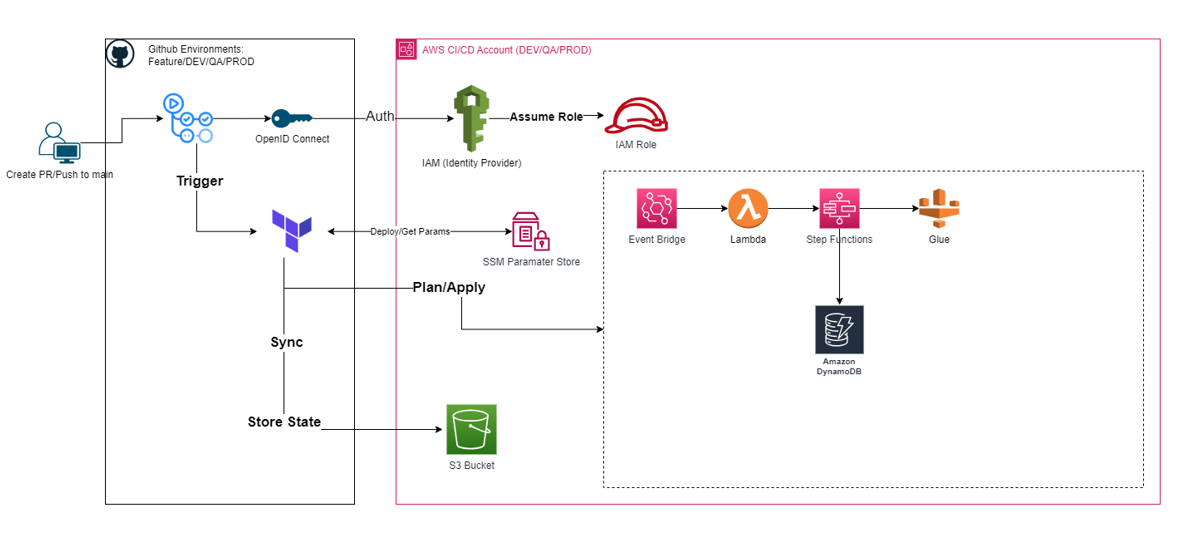 Github Environments:
Feature/DEV/QA/PROD
AWS CI/CD Account (DEV/QA/PROD)
Create PR/Push to main
OpenID Connect
Auth
IAM (Identity Provider)
Assume Role
IAM Role
Trigger
Deploy/Get Params
SSM Paramater Store
Event Bridge
Lambda
Step Functions
Glue
Plan/Apply
Amazon
DynamoDB
Sync
Store State
S3 Bucket